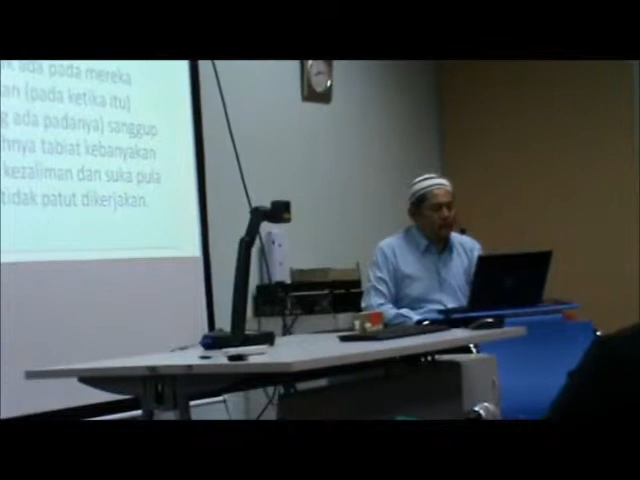 ada pada mereka
(pada ketika itu)
ada padanya) sanggup
tabiat kebanyakan
kezaliman dan suka pula
tidak patut dikerjakan.